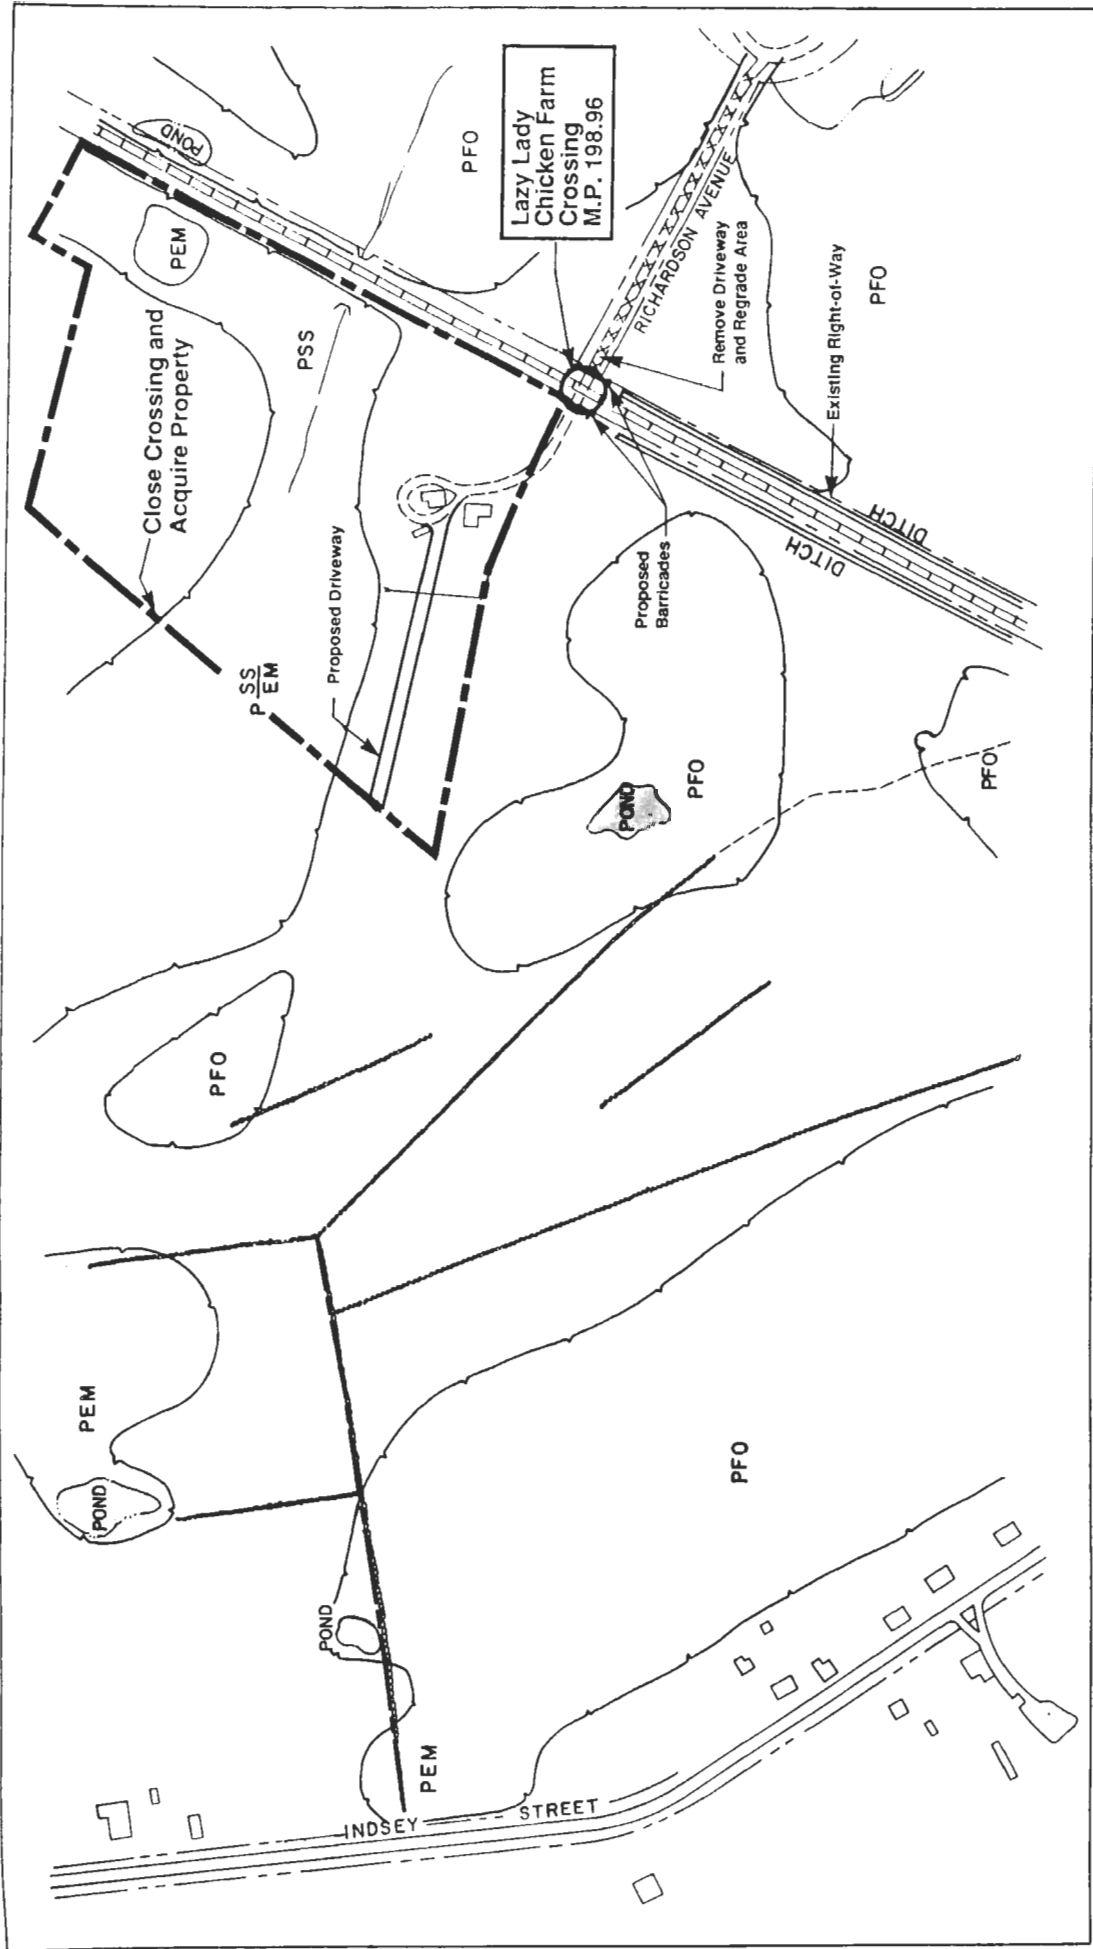 POND
PEM
Close Crossing and
Acquire Property
PSS
PFO
Lazy Lady
Chicken Farm
Crossing
M.P. 198.96
RICHARDSON AVENUE
Remove Driveway
and Regrade Area
Existing Right-of-Way
PFO
P SS
EM
Proposed Driveway
Proposed
Barricades
DITCH
DITCH
POND
PFO
PFO
PFO
PEM
POND
POND
PFO
PEM
INDSEY STREET